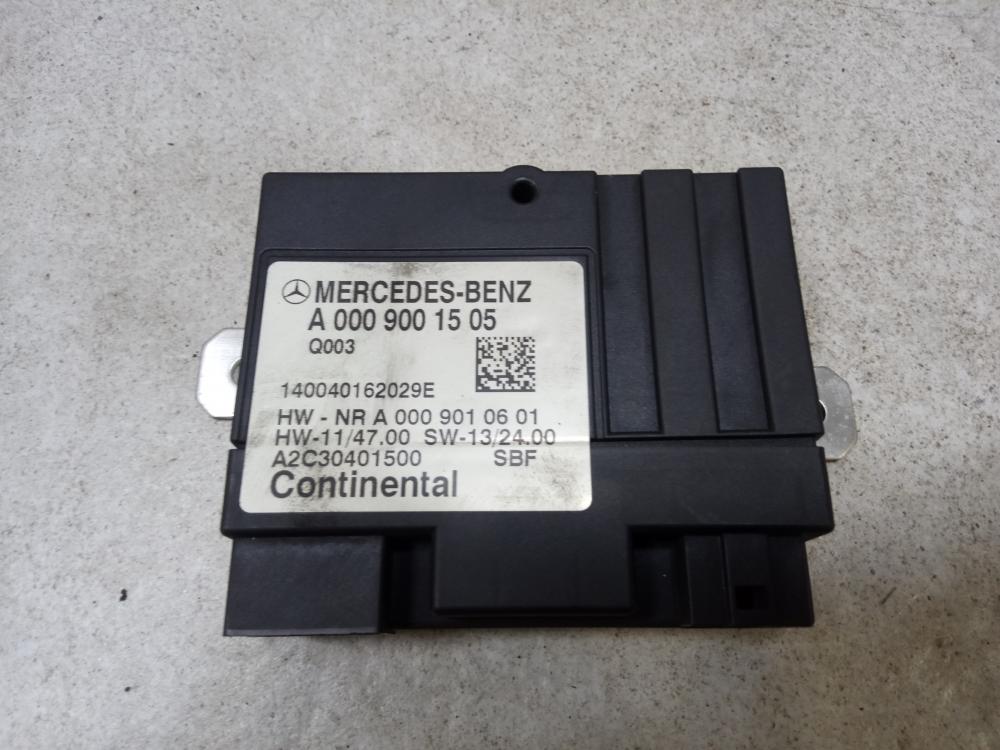 MERCEDES-BENZ
A 000 900 15 05
Q003
140040162029E
HW - NR A 000 901 06 01
HW-11/47.00 SW-13/24.00
A2C30401500 SBF
Continental